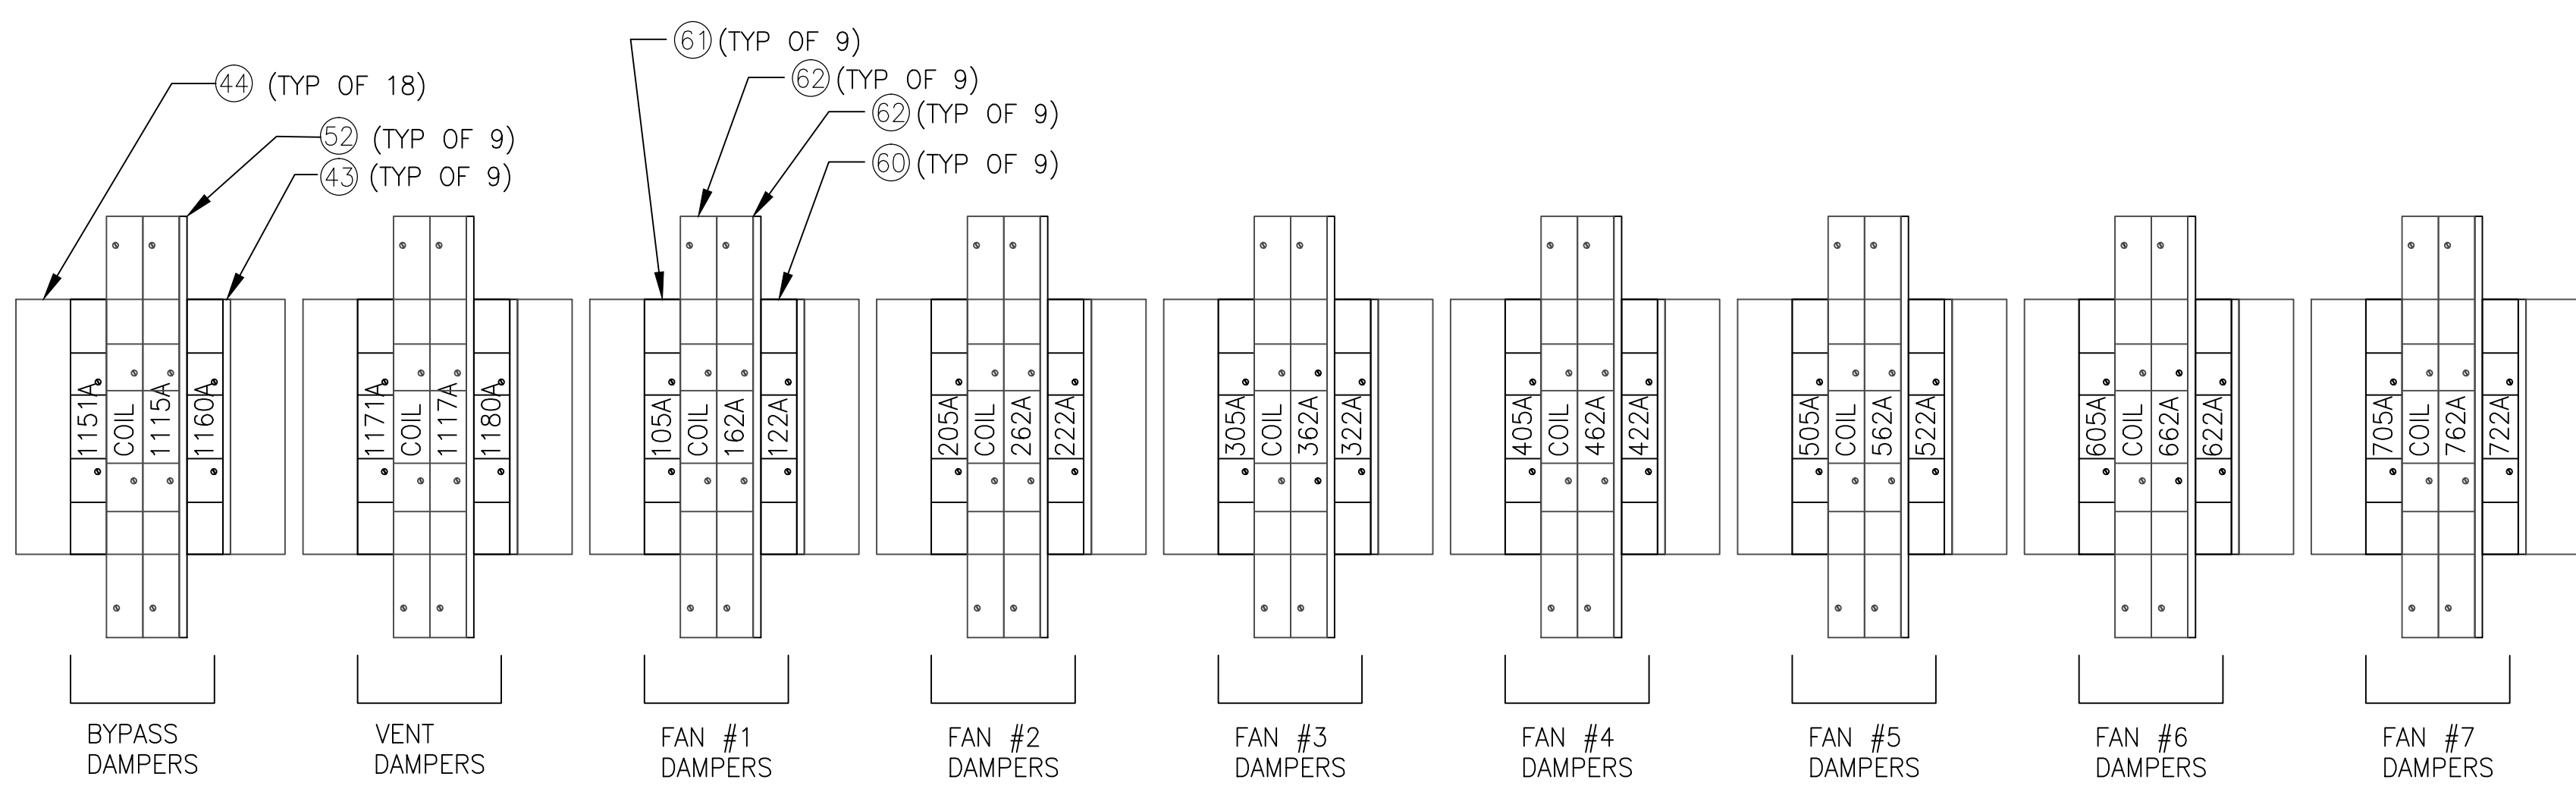 61 (TYP OF 9)
62 (TYP OF 9)
44 (TYP OF 18)
62 (TYP OF 9)
52 (TYP OF 9)
60 (TYP OF 9)
43 (TYP OF 9)
1151A
COIL
1115A
1160A
1171A
COIL
1117A
1180A
105A
COIL
162A
122A
205A
COIL
262A
222A
305A
COIL
362A
322A
405A
COIL
462A
422A
505A
COIL
562A
522A
605A
COIL
662A
622A
705A
COIL
762A
722A
BYPASS
DAMPERS
VENT
DAMPERS
FAN #1
DAMPERS
FAN #2
DAMPERS
FAN #3
DAMPERS
FAN #4
DAMPERS
FAN #5
DAMPERS
FAN #6
DAMPERS
FAN #7
DAMPERS